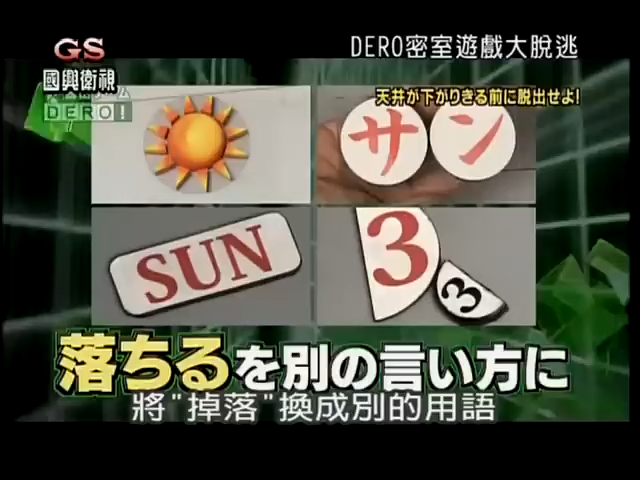 GS
DERO密室遊戲大脫逃
國興衛視
DERO!
天井が下がりきる前に脱出せよ!
サン
SUN
3
3
落ちるを別の言い方に
將"掉落"換成別的用語